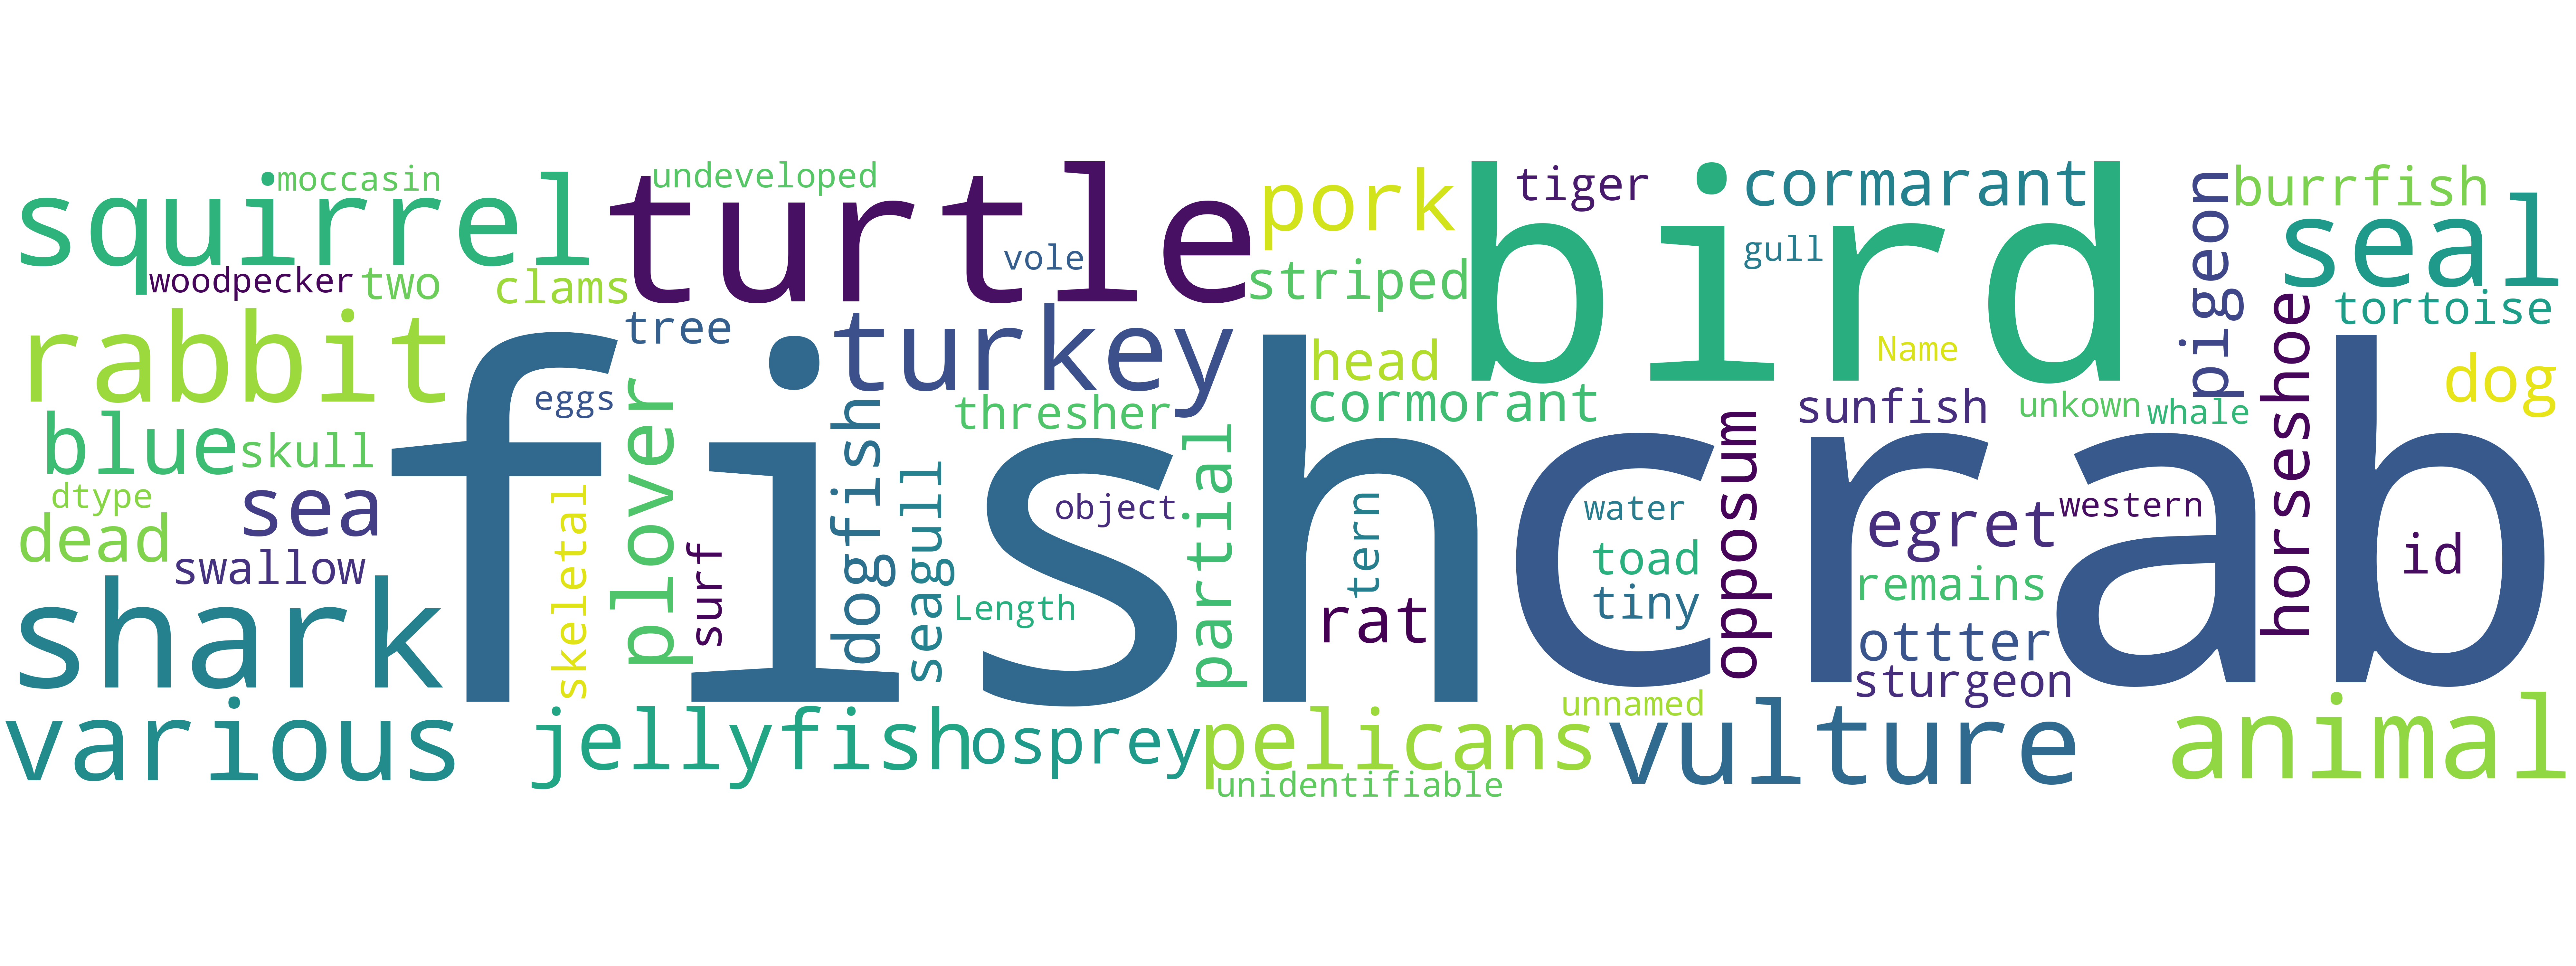 squirrel
moccasin
turtle
undeveloped
pork
tiger
bird
cormarant
pigeon
burrfish
seal
woodpecker
two
clams
vole
striped
gull
tortoise
rabbit
tree
turkey
head
Name
horseshoe
dog
blue
skull
fish
eggs
plover
dogfish
thresher
cormorant
opposum
sunfish
unkown
whale
crab
dtype
sea
skeletal
seagull
object
partial
tern
water
egret
western
id
dead
swallow
surf
Length
rat
toad
tiny
remains
shark
ottter
sturgeon
various
jellyfish
osprey
pelicans
unnamed
vulture
animal
unidentifiable